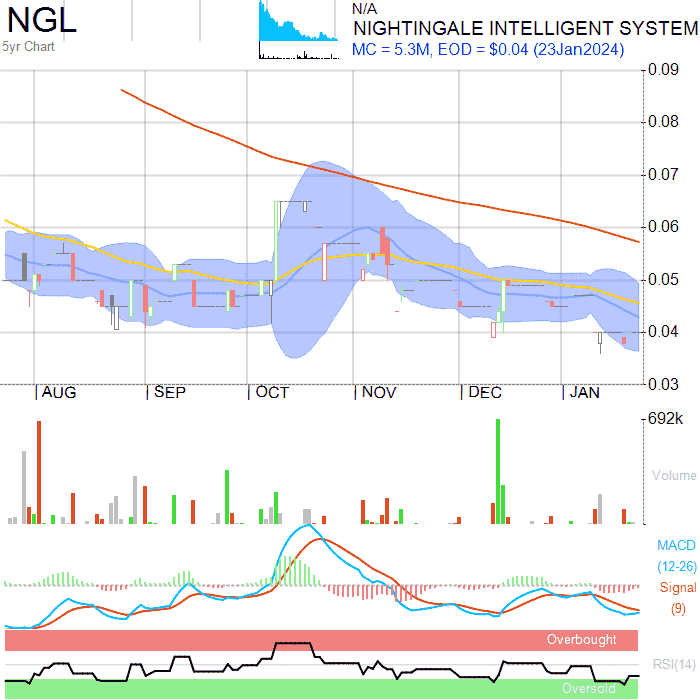 NGL
5yr Chart
N/A
NIGHTINGALE INTELLIGENT SYSTEM
MC = 5.3M, EOD = $0.04 (23Jan2024)
0.09
0.08
0.07
0.06
0.05
0.04
0.03
AUG
SEP
OCT
NOV
DEC
JAN
692k
Volume
MACD
(12-26)
Signal
(9)
Overbought
RSI(14)
Oversold